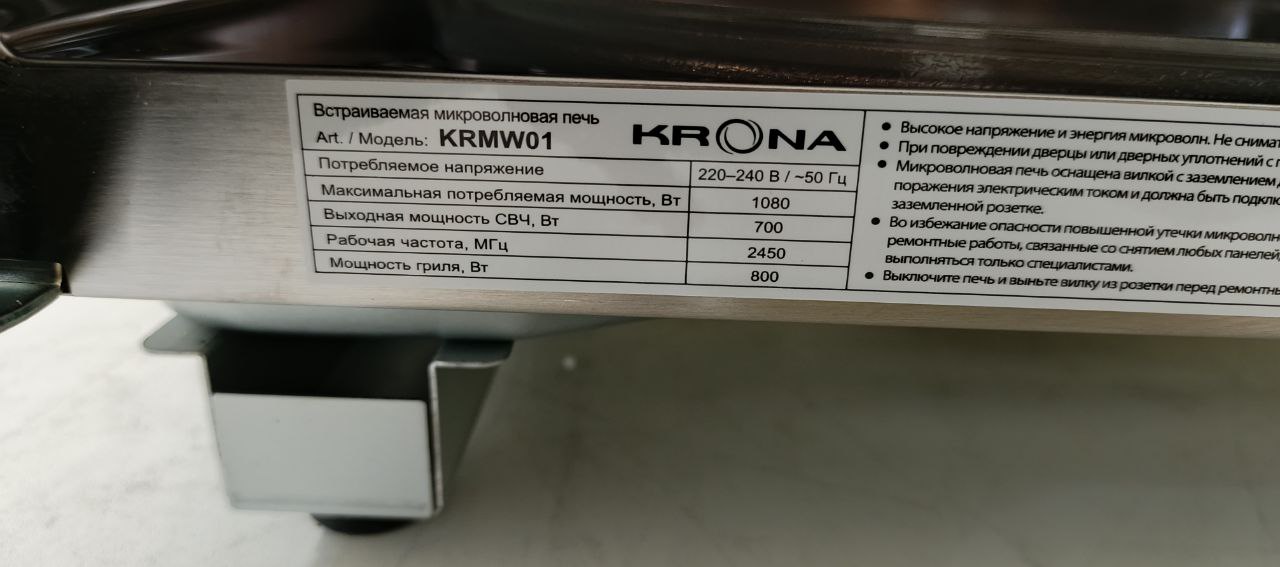 Встраиваемая микроволновая печь
Art. / Модель: KRMW01
KRONA
Потребляемое напряжение 220–240 В / ~50 Гц
Максимальная потребляемая мощность, Вт 1080
Выходная мощность СВЧ, Вт 700
Рабочая частота, МГц 2450
Мощность гриля, Вт 800
● Высокое напряжение и энергия микроволн. Не
● При повреждении дверцы или дверных уплотнений с
● Микроволновая печь оснащена вилкой с заземлением
поражения электрическим током и должна быть
заземленной розетке.
● Во избежание опасности повышенной утечки
ремонтные работы, связанные со снятием любых панелей,
выполняться только специалистами.
● Выключите печь и выньте вилку из розетки перед